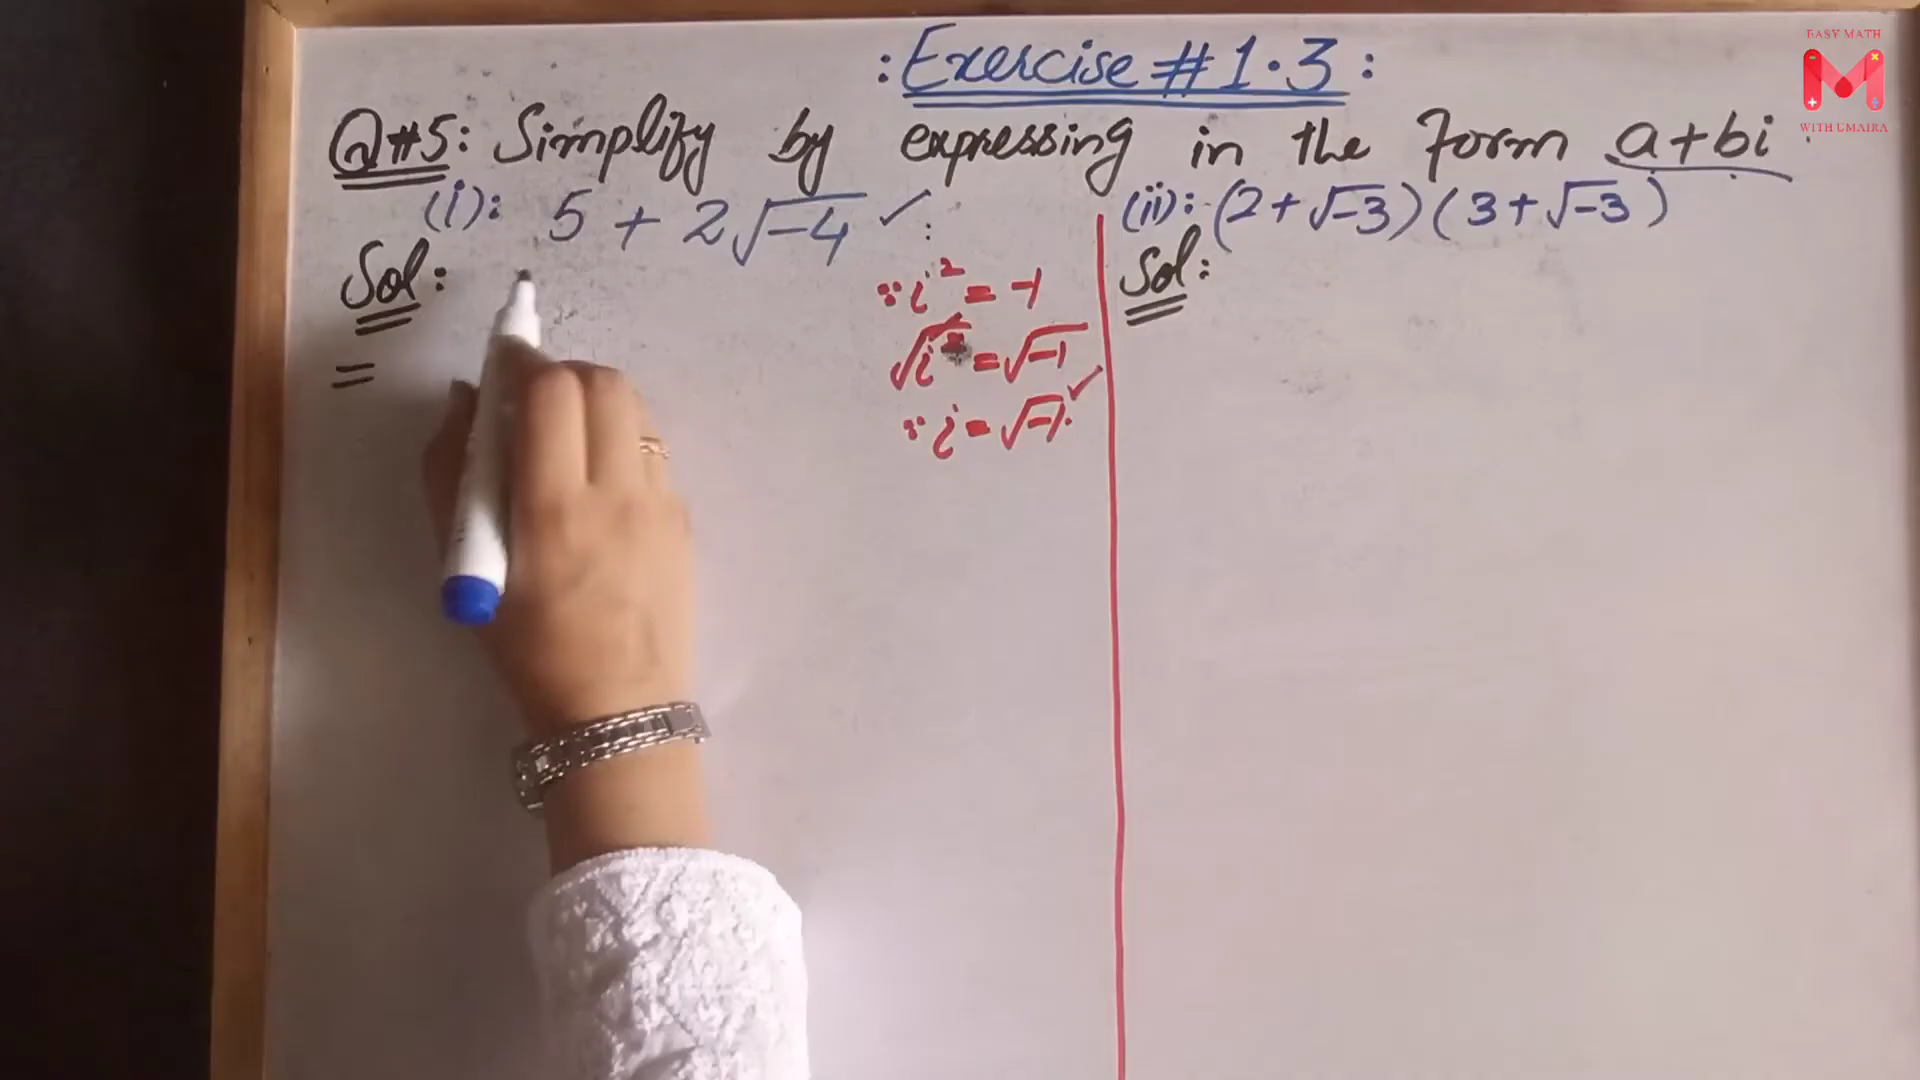 : Exercise # 1.3 :
EASY MATH
WITH UMAIRA
Q#5: Simplify by expressing in the form a+bi.
(i): 5 + 2√-4 ✓
(ii): (2+√-3)(3+√-3)
Sol:
∵ i² = -1
√i² = √-1
∵ i = √-1. ✓
=
Sol: